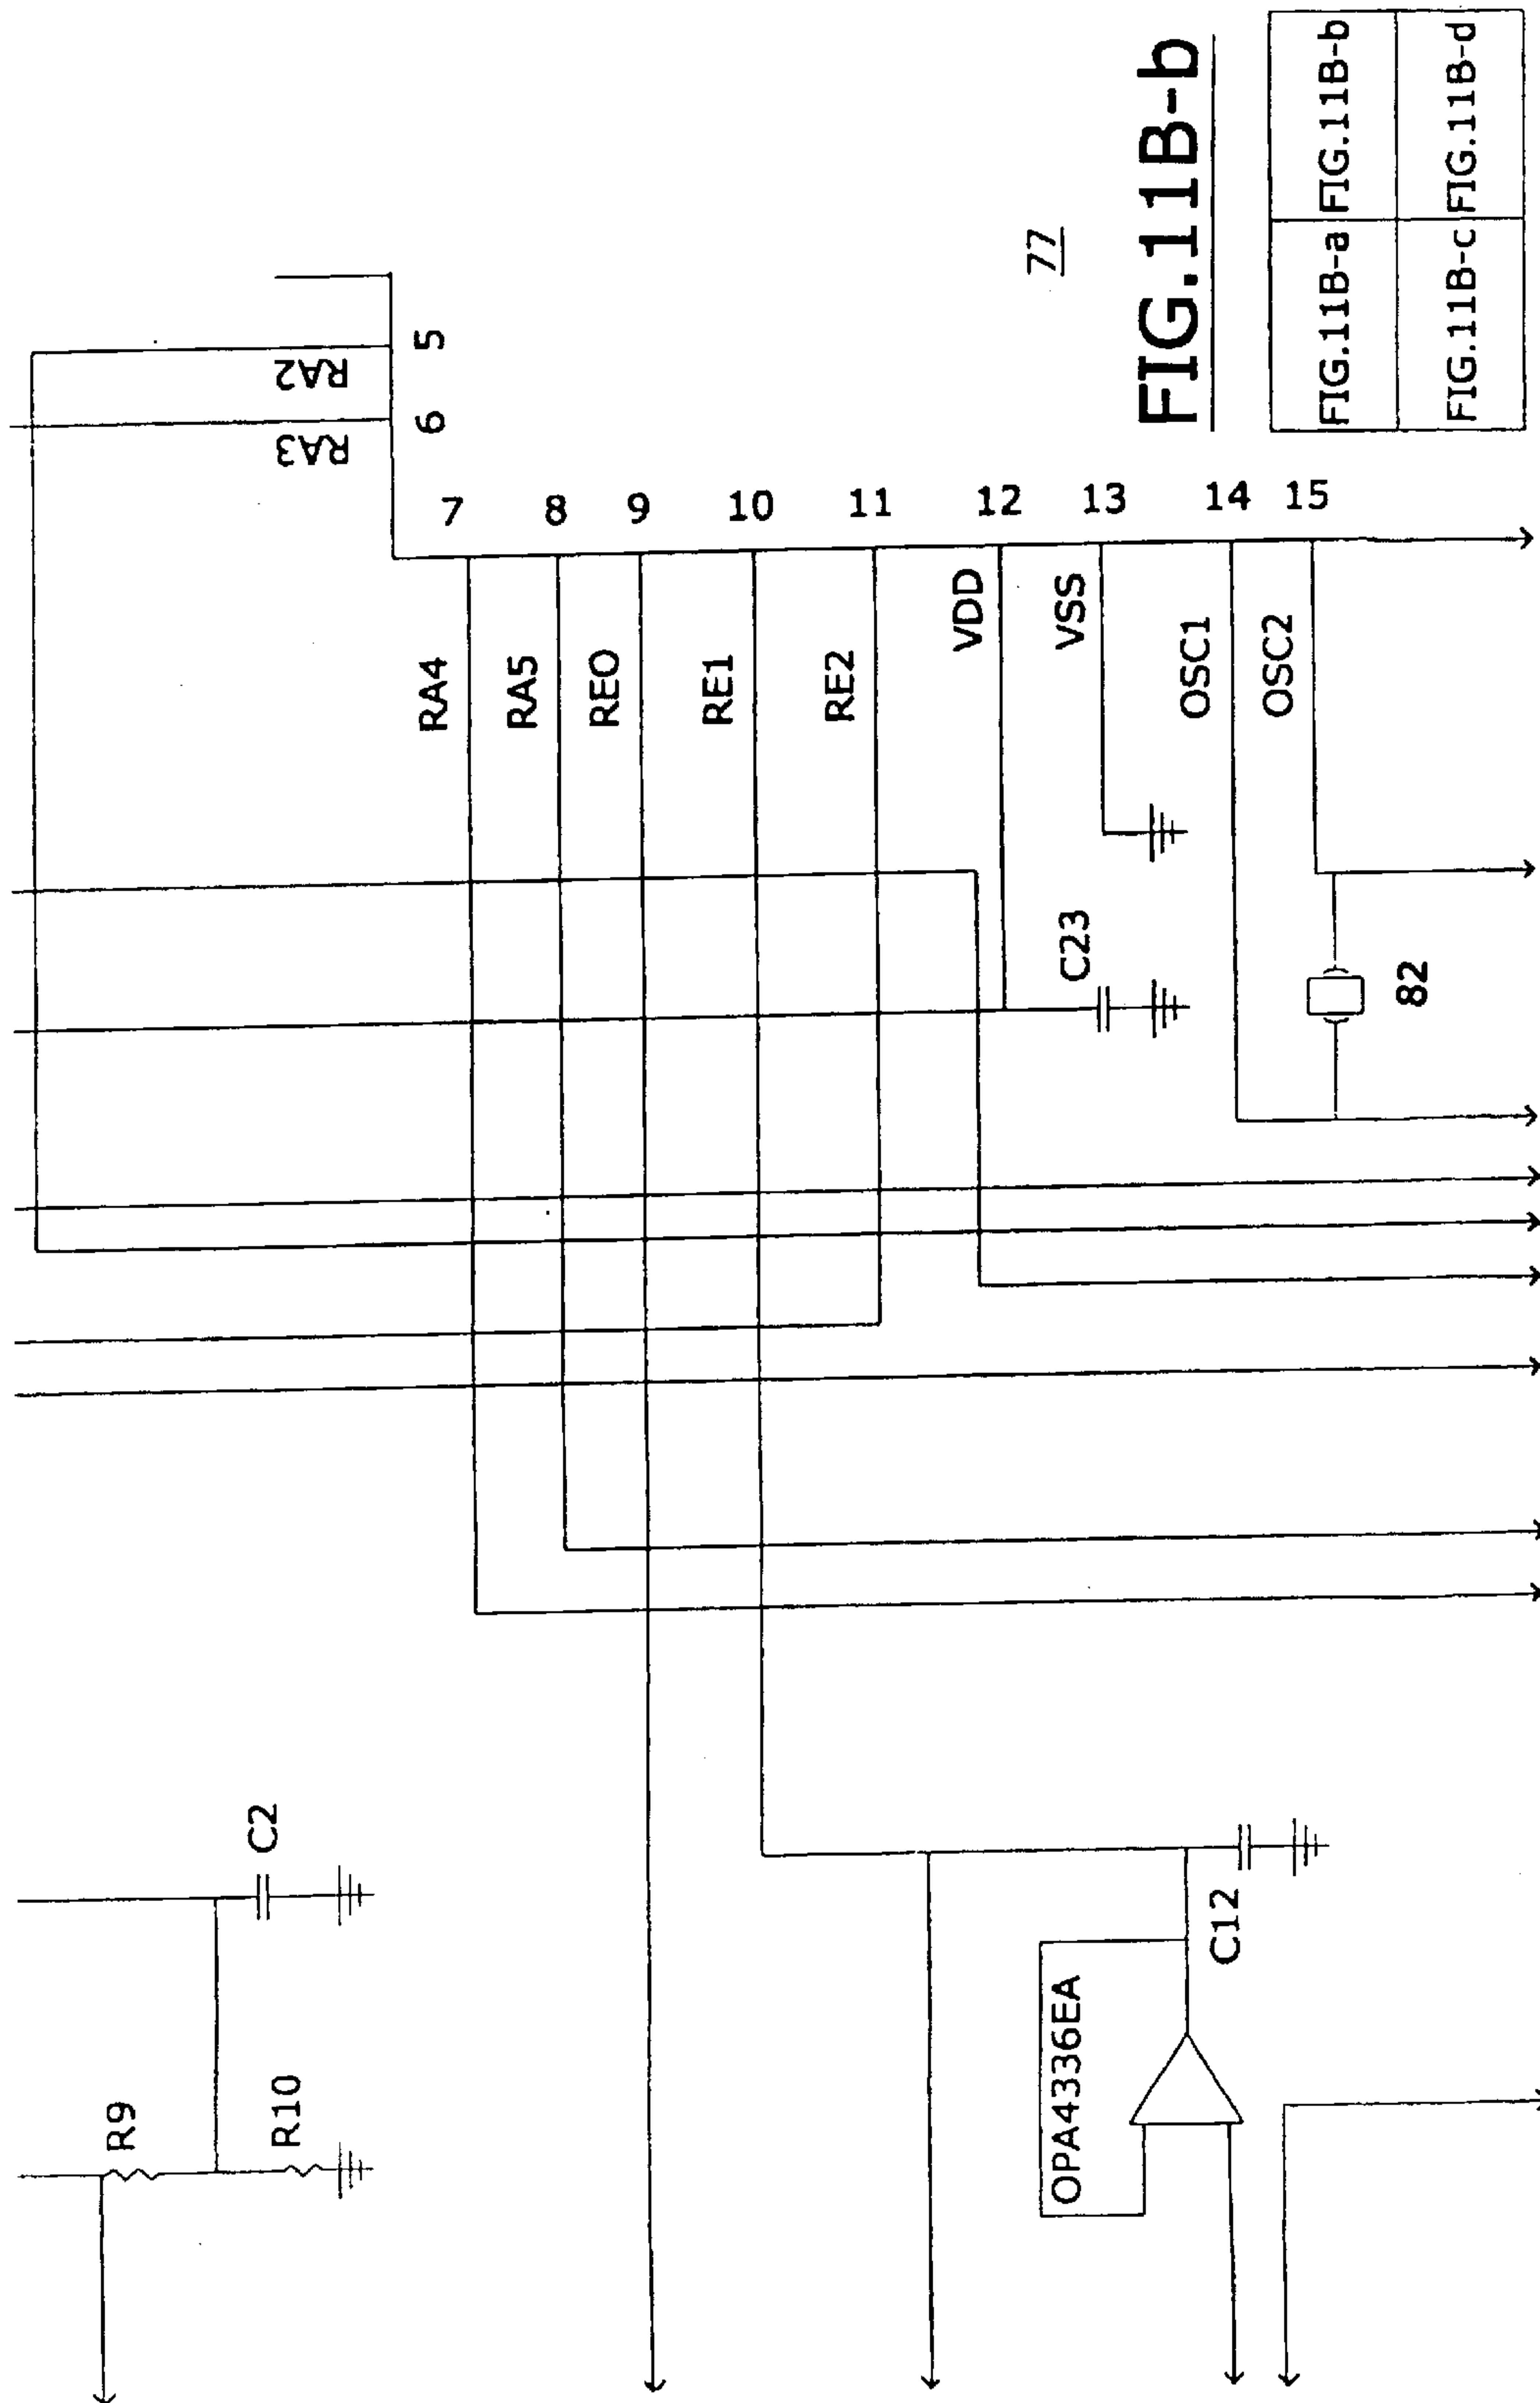 RA2
RA3
5
6
7
8
9
10
11
12
13
14
15
RA4
RA5
REO
RE1
RE2
VDD
VSS
OSC1
OSC2
C23
82
C2
R9
R10
OPA4336EA
C12
77
FIG.11B-b
FIG.11B-a FIG.11B-b
FIG.11B-c FIG.11B-d